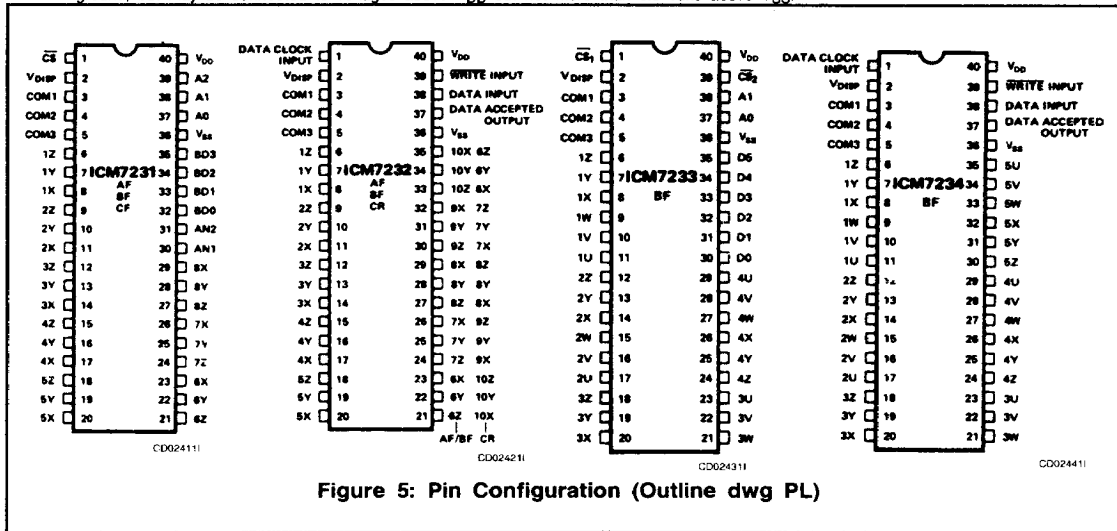 CS 1 40 VDD
VDISP 2 39 A2
COM1 3 38 A1
COM2 4 37 A0
COM3 5 36 VSS
1Z 6 35 BD3
1Y 7 ICM7231 34 BD2
1X 8 AF 33 BD1
2Z 9 BF CF 32 BD0
2Y 10 31 AN2
2X 11 30 AN1
3Z 12 29 8X
3Y 13 28 8Y
3X 14 27 8Z
4Z 15 26 7X
4Y 16 25 7Y
4X 17 24 7Z
5Z 18 23 6X
5Y 19 22 6Y
5X 20 21 6Z
CD02411I
DATA CLOCK
INPUT 1 40 VDD
VDISP 2 39 WRITE INPUT
COM1 3 38 DATA INPUT
COM2 4 37 DATA ACCEPTED
OUTPUT
COM3 5 36 VSS
1Z 6 35 10X 6Z
1Y 7 ICM7232 34 10Y 6Y
1X 8 AF 33 10Z 6X
2Z 9 BF CR 32 9X 7Z
2Y 10 31 9Y 7Y
2X 11 30 9Z 7X
3Z 12 29 8X 8Z
3Y 13 28 8Y 8Y
3X 14 27 8Z 8X
4Z 15 26 7X 9Z
4Y 16 25 7Y 9Y
4X 17 24 7Z 9X
5Z 18 23 6X 10Z
5Y 19 22 6Y 10Y
5X 20 21 6Z 10X
AF/BF CR
CD02421I
CS1 1 40 VDD
VDISP 2 39 CS2
COM1 3 38 A1
COM2 4 37 A0
COM3 5 36 VSS
1Z 6 35 D5
1Y 7 ICM7233 34 D4
1X 8 BF 33 D3
1W 9 32 D2
1V 10 31 D1
1U 11 30 D0
2Z 12 29 4U
2Y 13 28 4V
2X 14 27 4W
2W 15 26 4X
2V 16 25 4Y
2U 17 24 4Z
3Z 18 23 3U
3Y 19 22 3V
3X 20 21 3W
CD02431I
DATA CLOCK
INPUT 1 40 VDD
VDISP 2 39 WRITE INPUT
COM1 3 38 DATA INPUT
COM2 4 37 DATA ACCEPTED
OUTPUT
COM3 5 36 VSS
1Z 6 35 5U
1Y 7 ICM7234 34 5V
1X 8 BF 33 5W
1W 9 32 5X
1V 10 31 5Y
1U 11 30 5Z
2Z 12 29 4U
2Y 13 28 4V
2X 14 27 4W
2W 15 26 4X
2V 16 25 4Y
2U 17 24 4Z
3Z 18 23 3U
3Y 19 22 3V
3X 20 21 3W
CD02441I
Figure 5: Pin Configuration (Outline dwg PL)